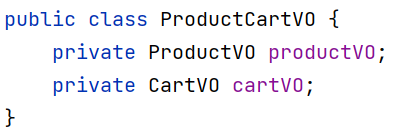 public class ProductCartVO {
    private ProductVO productVO;
    private CartVO cartVO;
}